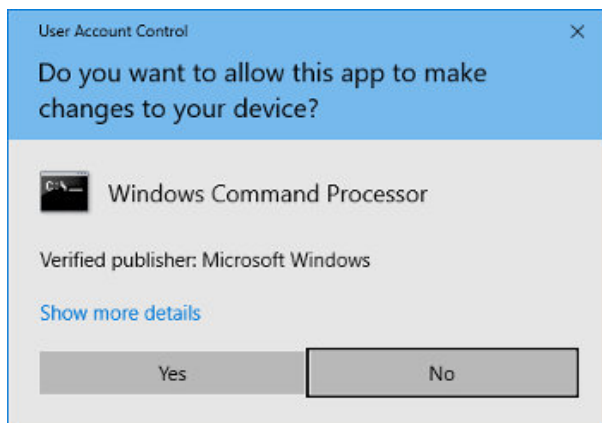 User Account Control
Do you want to allow this app to make
changes to your device?
C:\_
Windows Command Processor
Verified publisher: Microsoft Windows
Show more details
Yes
No